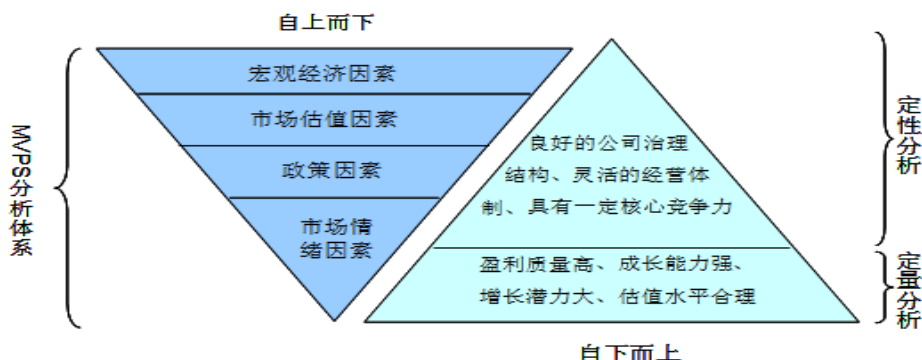 自上而下
MVPS分析体系
宏观经济因素
市场估值因素
政策因素
市场情
绪因素
良好的公司治理
结构、灵活的经营体
制、具有一定核心竞争力
盈利质量高、成长能力强、
增长潜力大、估值水平合理
定性分析
定量分析
自下而上